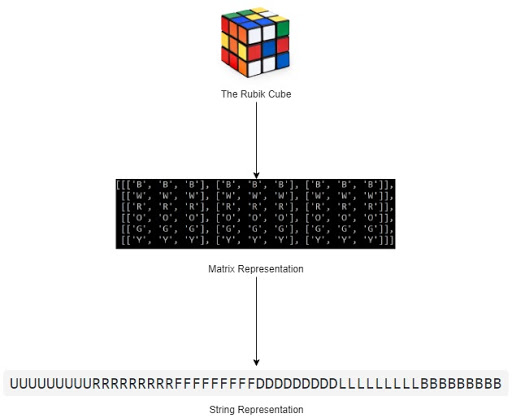 The Rubik Cube
[[['B', 'B', 'B'], ['B', 'B', 'B'], ['B', 'B', 'B']],
[['W', 'W', 'W'], ['W', 'W', 'W'], ['W', 'W', 'W']],
[['R', 'R', 'R'], ['R', 'R', 'R'], ['R', 'R', 'R']],
[['O', 'O', 'O'], ['O', 'O', 'O'], ['O', 'O', 'O']],
[['G', 'G', 'G'], ['G', 'G', 'G'], ['G', 'G', 'G']],
[['Y', 'Y', 'Y'], ['Y', 'Y', 'Y'], ['Y', 'Y', 'Y']]]
Matrix Representation
UUUUUUUUURRRRRRRRRFFFFFFFFFDDDDDDDDDLLLLLLLLLBBBBBBBBB
String Representation